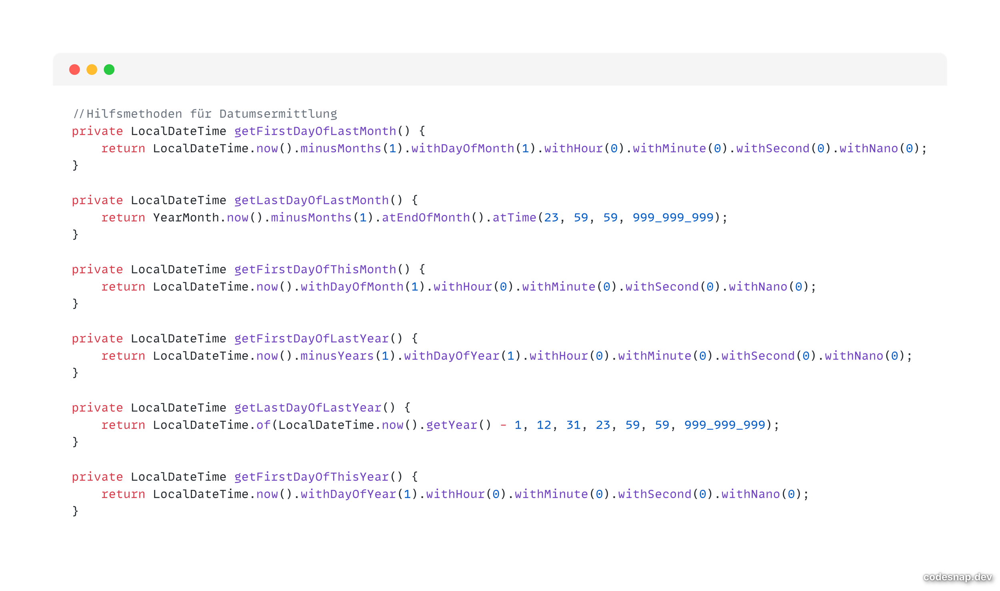 //Hilfsmethoden für Datumsermittlung
private LocalDateTime getFirstDayOfLastMonth() {
    return LocalDateTime.now().minusMonths(1).withDayOfMonth(1).withHour(0).withMinute(0).withSecond(0).withNano(0);
}

private LocalDateTime getLastDayOfLastMonth() {
    return YearMonth.now().minusMonths(1).atEndOfMonth().atTime(23, 59, 59, 999_999_999);
}

private LocalDateTime getFirstDayOfThisMonth() {
    return LocalDateTime.now().withDayOfMonth(1).withHour(0).withMinute(0).withSecond(0).withNano(0);
}

private LocalDateTime getFirstDayOfLastYear() {
    return LocalDateTime.now().minusYears(1).withDayOfYear(1).withHour(0).withMinute(0).withSecond(0).withNano(0);
}

private LocalDateTime getLastDayOfLastYear() {
    return LocalDateTime.of(LocalDateTime.now().getYear() - 1, 12, 31, 23, 59, 59, 999_999_999);
}

private LocalDateTime getFirstDayOfThisYear() {
    return LocalDateTime.now().withDayOfYear(1).withHour(0).withMinute(0).withSecond(0).withNano(0);
}
codesnap.dev